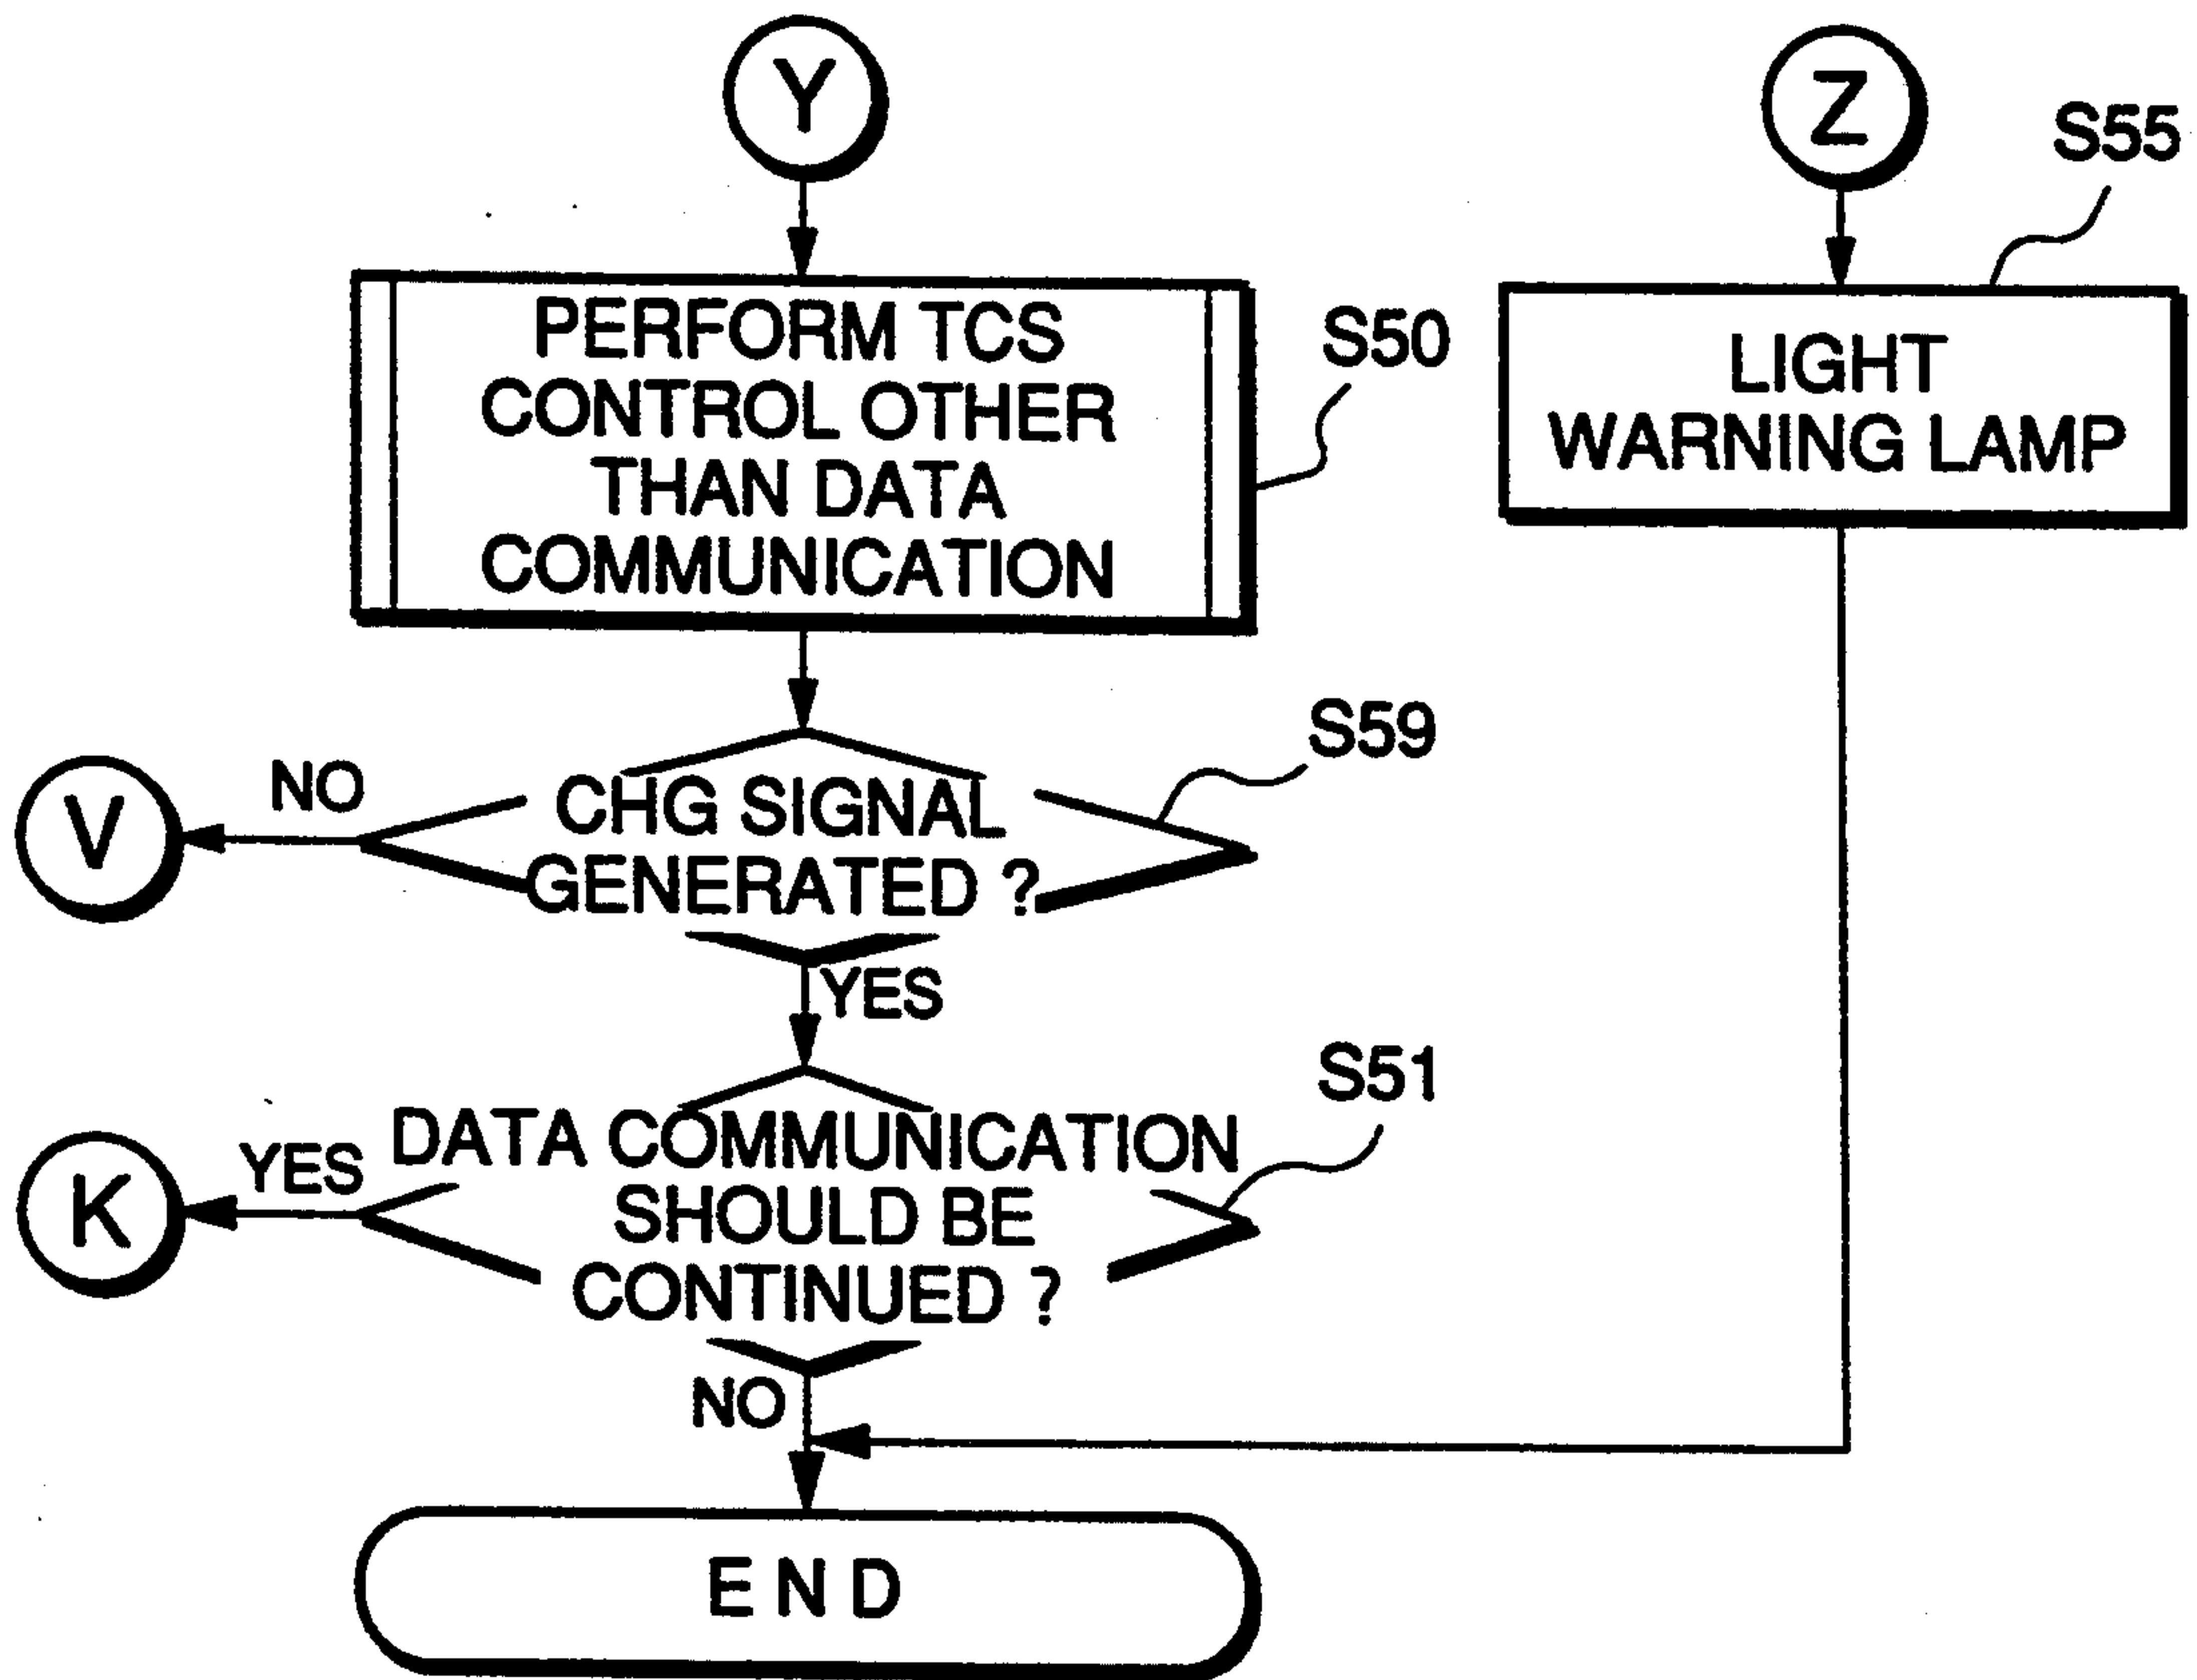 Y
Z
S55
PERFORM TCS
CONTROL OTHER
THAN DATA
COMMUNICATION
S50
LIGHT
WARNING LAMP
S59
V
NO
CHG SIGNAL
GENERATED ?
YES
S51
K
YES
DATA COMMUNICATION
SHOULD BE
CONTINUED ?
NO
END